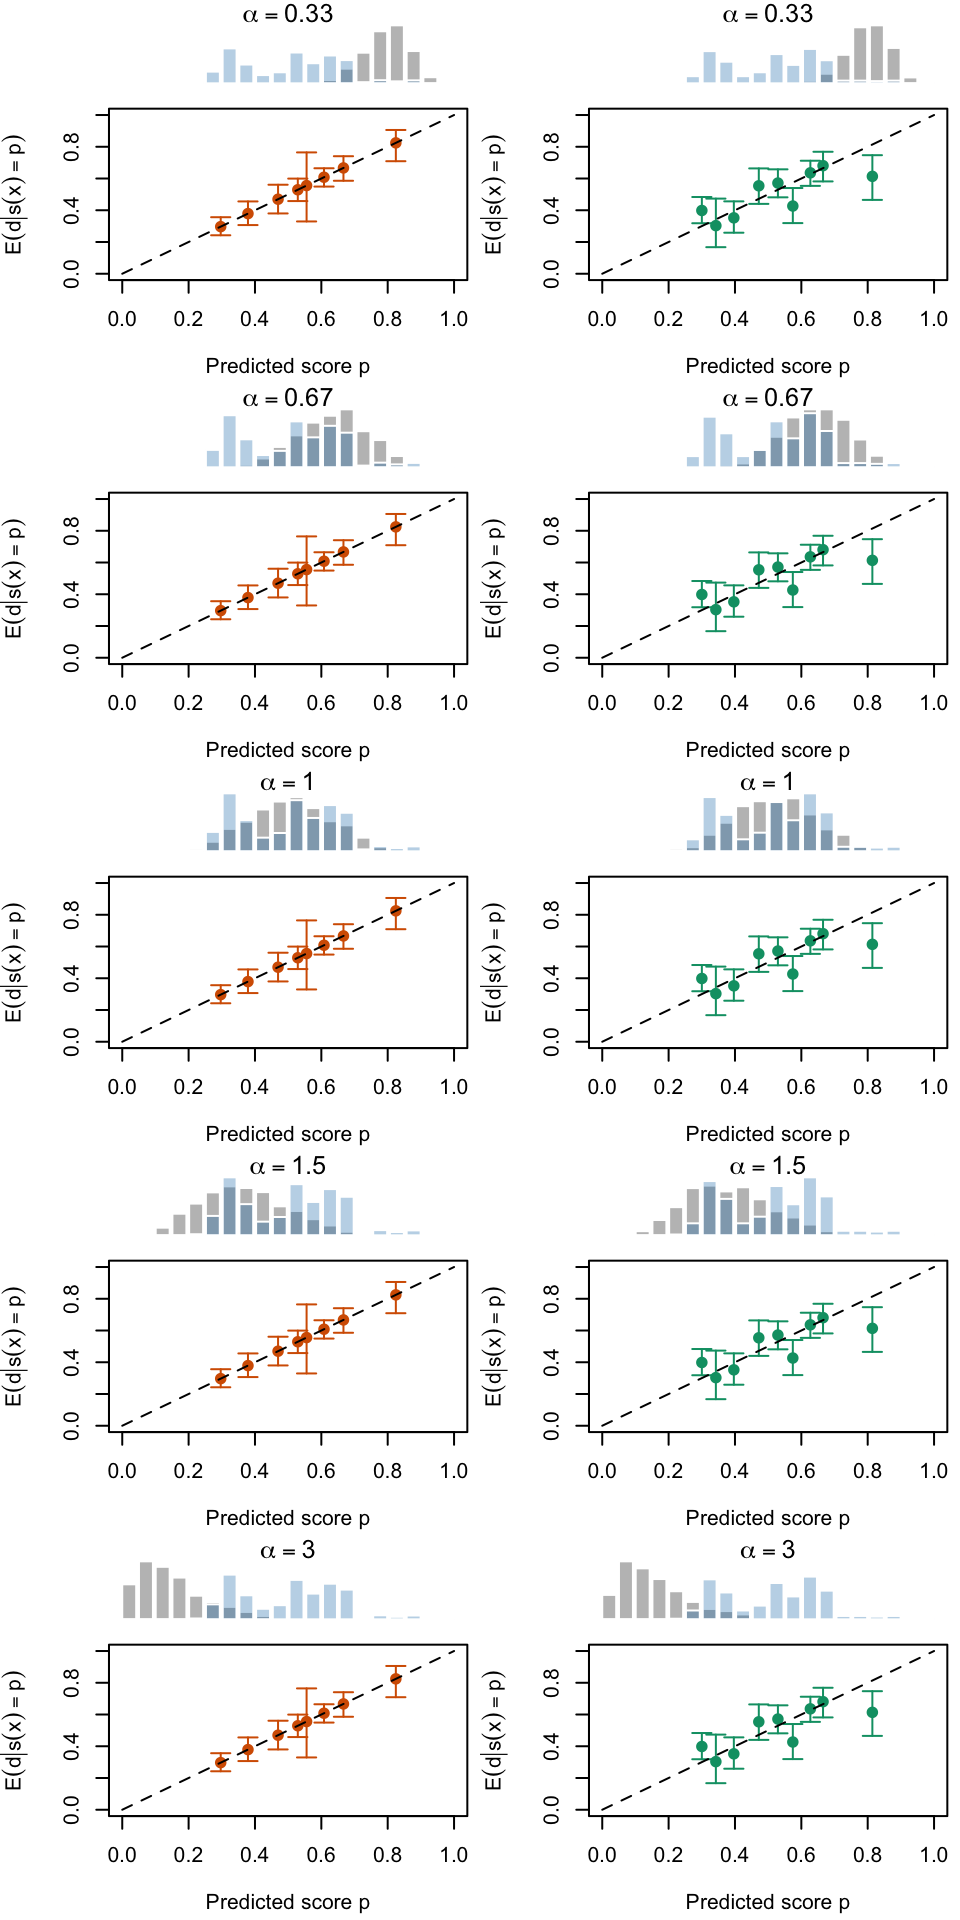 α = 0.33
α = 0.33
E(d|s(x) = p)
0.0 0.4 0.8
0.0 0.2 0.4 0.6 0.8 1.0
Predicted score p
E(d|s(x) = p)
0.0 0.4 0.8
0.0 0.2 0.4 0.6 0.8 1.0
Predicted score p
α = 0.67
α = 0.67
E(d|s(x) = p)
0.0 0.4 0.8
0.0 0.2 0.4 0.6 0.8 1.0
Predicted score p
E(d|s(x) = p)
0.0 0.4 0.8
0.0 0.2 0.4 0.6 0.8 1.0
Predicted score p
α = 1
α = 1
E(d|s(x) = p)
0.0 0.4 0.8
0.0 0.2 0.4 0.6 0.8 1.0
Predicted score p
E(d|s(x) = p)
0.0 0.4 0.8
0.0 0.2 0.4 0.6 0.8 1.0
Predicted score p
α = 1.5
α = 1.5
E(d|s(x) = p)
0.0 0.4 0.8
0.0 0.2 0.4 0.6 0.8 1.0
Predicted score p
E(d|s(x) = p)
0.0 0.4 0.8
0.0 0.2 0.4 0.6 0.8 1.0
Predicted score p
α = 3
α = 3
E(d|s(x) = p)
0.0 0.4 0.8
0.0 0.2 0.4 0.6 0.8 1.0
Predicted score p
E(d|s(x) = p)
0.0 0.4 0.8
0.0 0.2 0.4 0.6 0.8 1.0
Predicted score p